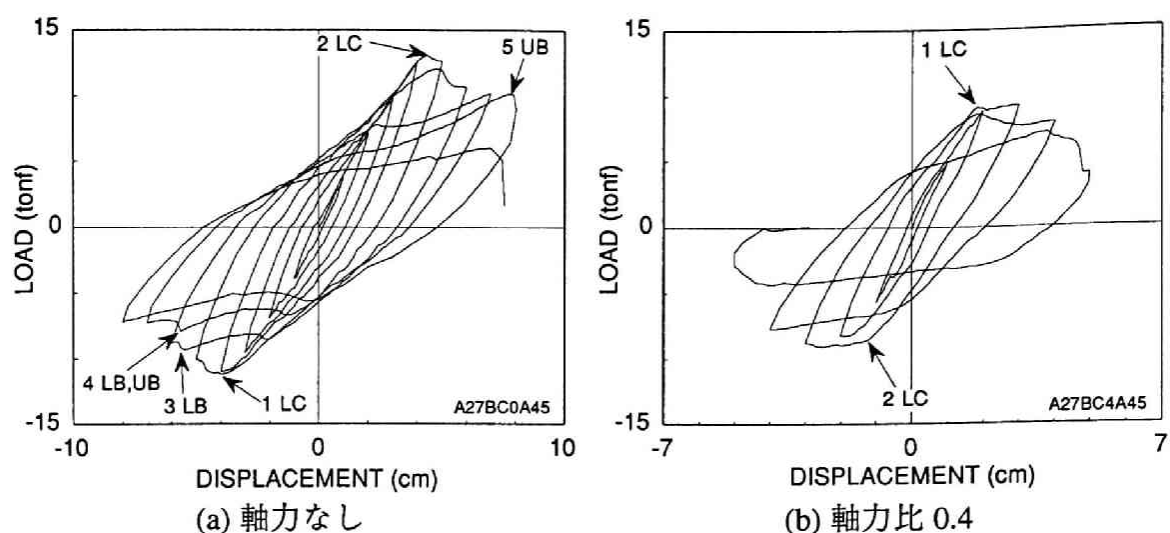 15
2 LC
5 UB
LOAD (tonf)
0
4 LB,UB
3 LB
1 LC
A27BC0A45
-15
-10
0
10
DISPLACEMENT (cm)
(a) 軸力なし
15
1 LC
LOAD (tonf)
0
2 LC
A27BC4A45
-15
-7
0
7
DISPLACEMENT (cm)
(b) 軸力比 0.4